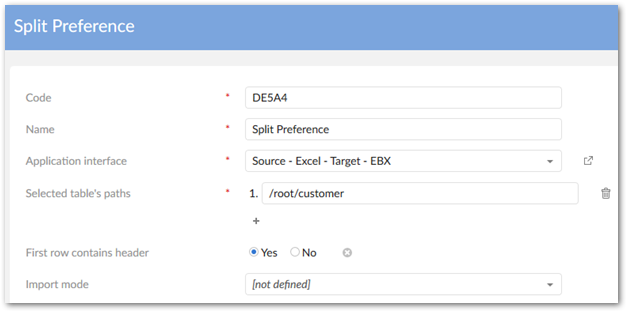 Split Preference
Code * DE5A4
Name * Split Preference
Application interface * Source - Excel - Target - EBX
Selected table's paths * 1. /root/customer
+
First row contains header Yes No
Import mode [not defined]